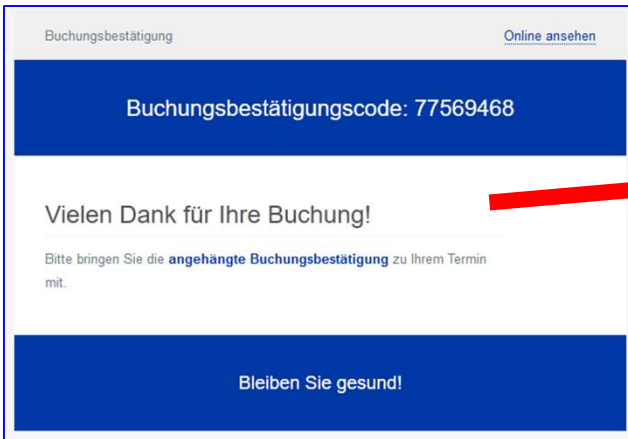 Buchungsbestätigung
Online ansehen
Buchungsbestätigungscode: 77569468
Vielen Dank für Ihre Buchung!
Bitte bringen Sie die angehängte Buchungsbestätigung zu Ihrem Termin
mit.
Bleiben Sie gesund!